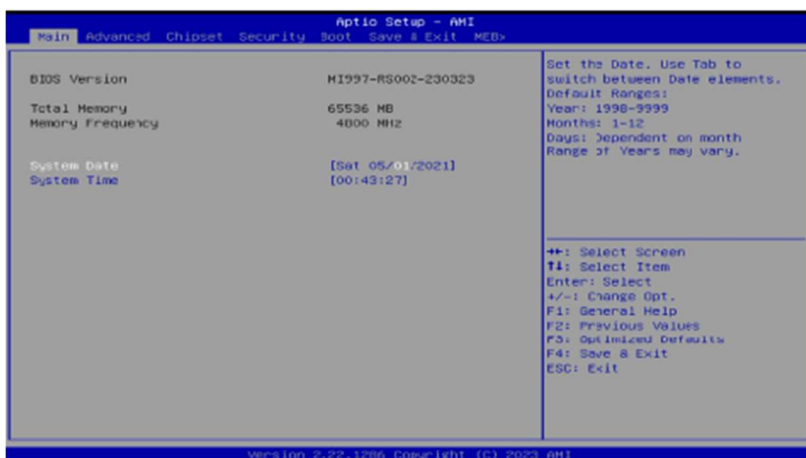 Aptio Setup - AMI
Main Advanced Chipset Security Boot Save & Exit MEBx
BIOS Version MI997-RS002-230323
Total Memory 65536 MB
Memory Frequency 4800 MHz
System Date [Sat 05/01/2021]
System Time [00:43:27]
Set the Date. Use Tab to
switch between Date elements.
Default Ranges:
Year: 1998-9999
Months: 1-12
Days: Dependent on month
Range of Years may vary.
→←: Select Screen
↑↓: Select Item
Enter: Select
+/-: Change Opt.
F1: General Help
F2: Previous Values
F3: Optimized Defaults
F4: Save & Exit
ESC: Exit
Version 2.22.1286 Copyright (C) 2023 AMI